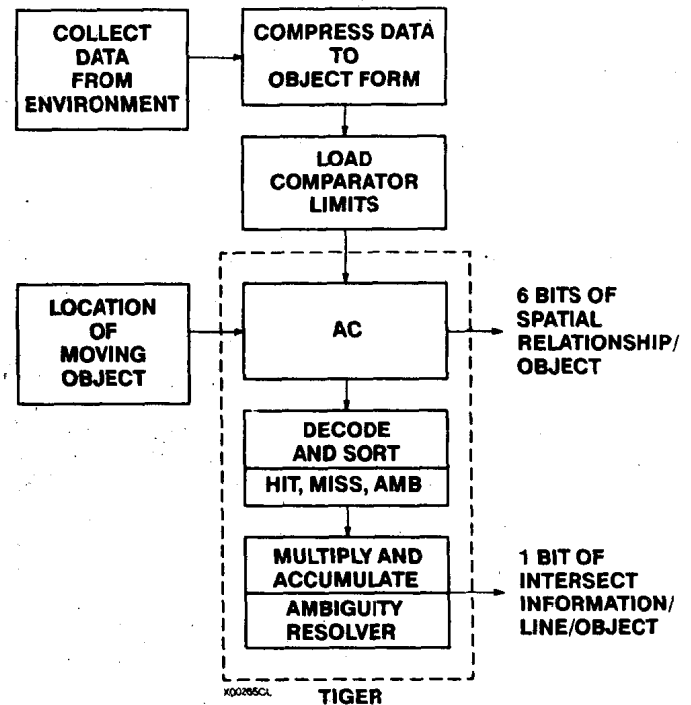 COLLECT
DATA
FROM
ENVIRONMENT
COMPRESS DATA
TO
OBJECT FORM
LOAD
COMPARATOR
LIMITS
LOCATION
OF
MOVING
OBJECT
AC
6 BITS OF
SPATIAL
RELATIONSHIP/
OBJECT
DECODE
AND SORT
HIT, MISS, AMB
MULTIPLY AND
ACCUMULATE
AMBIGUITY
RESOLVER
1 BIT OF
INTERSECT
INFORMATION/
LINE/OBJECT
X00265CL
TIGER